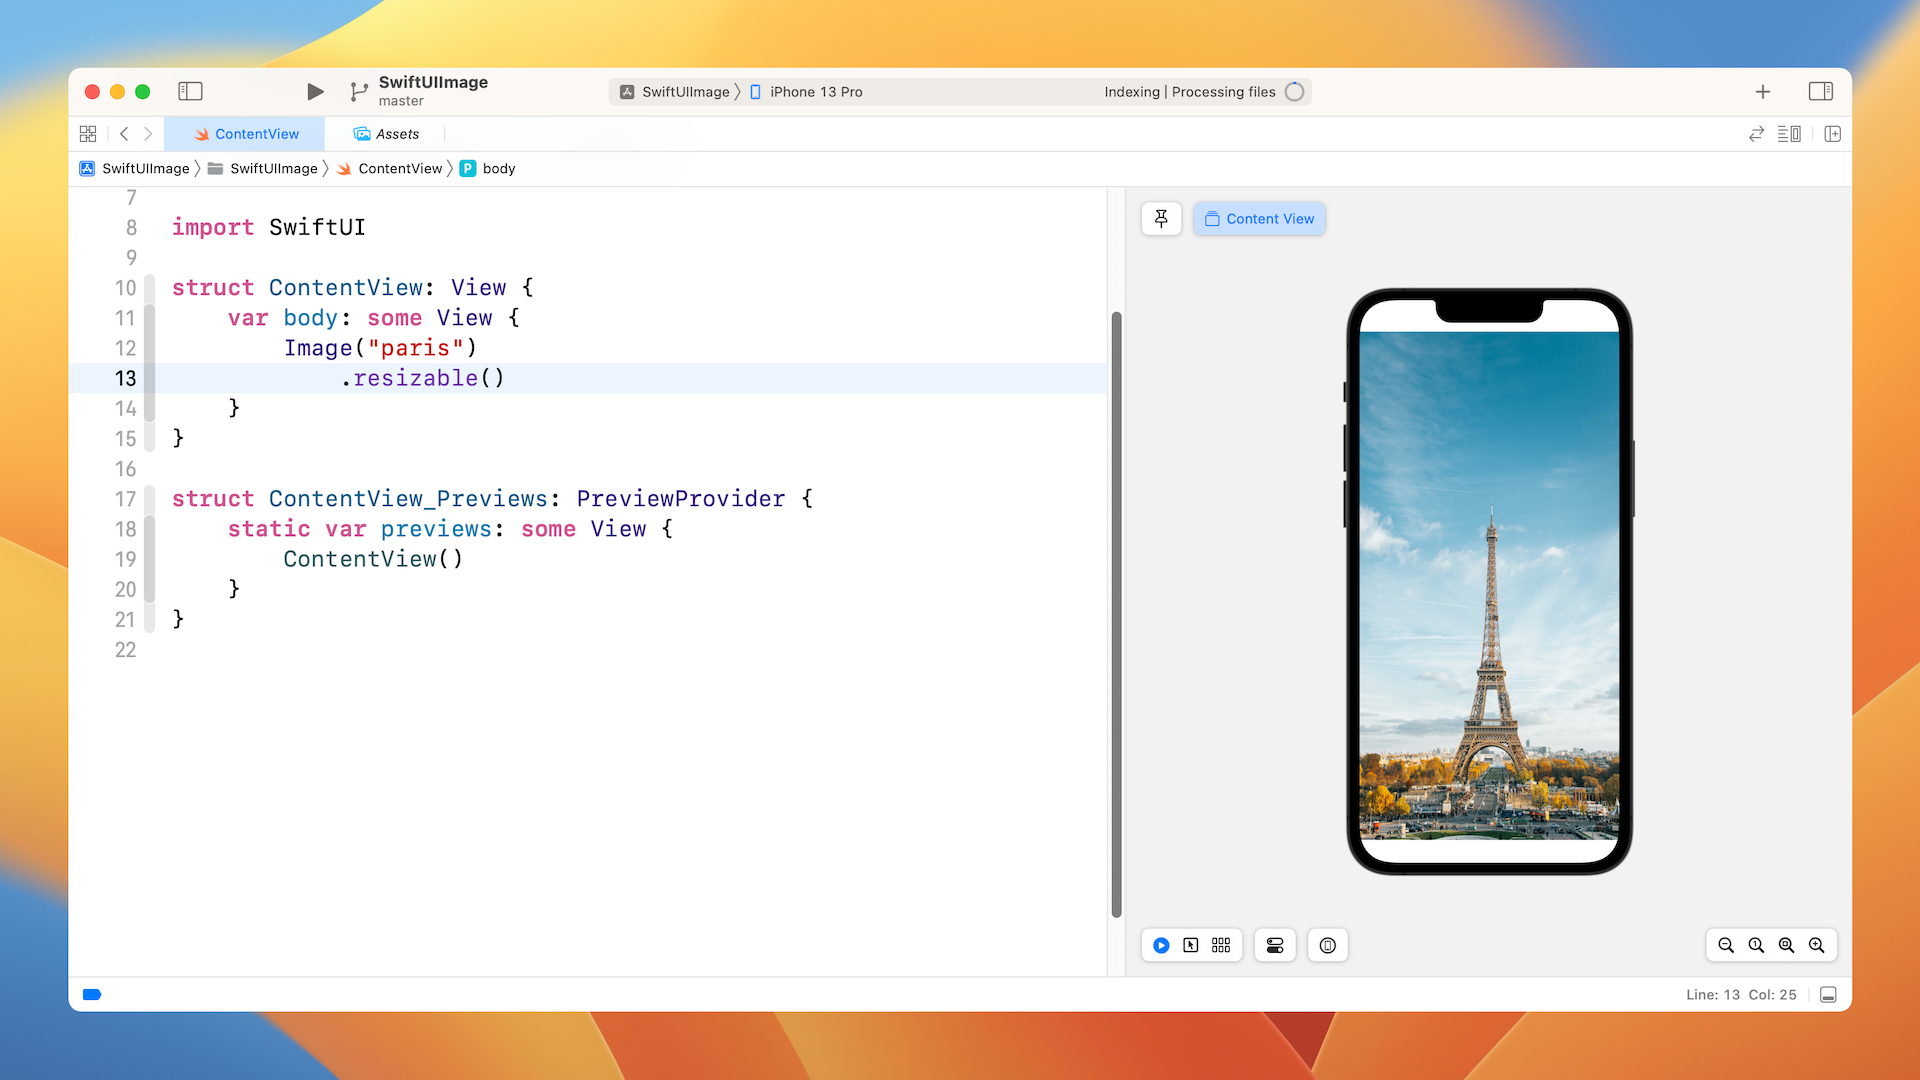 SwiftUIImage
master
SwiftUIImage 〉 iPhone 13 Pro
Indexing | Processing files
ContentView
Assets
SwiftUIImage 〉 SwiftUIImage 〉 ContentView 〉 P body
7
8 import SwiftUI
9
10 struct ContentView: View {
11     var body: some View {
12         Image("paris")
13             .resizable()
14     }
15 }
16
17 struct ContentView_Previews: PreviewProvider {
18     static var previews: some View {
19         ContentView()
20     }
21 }
22
Content View
Line: 13 Col: 25